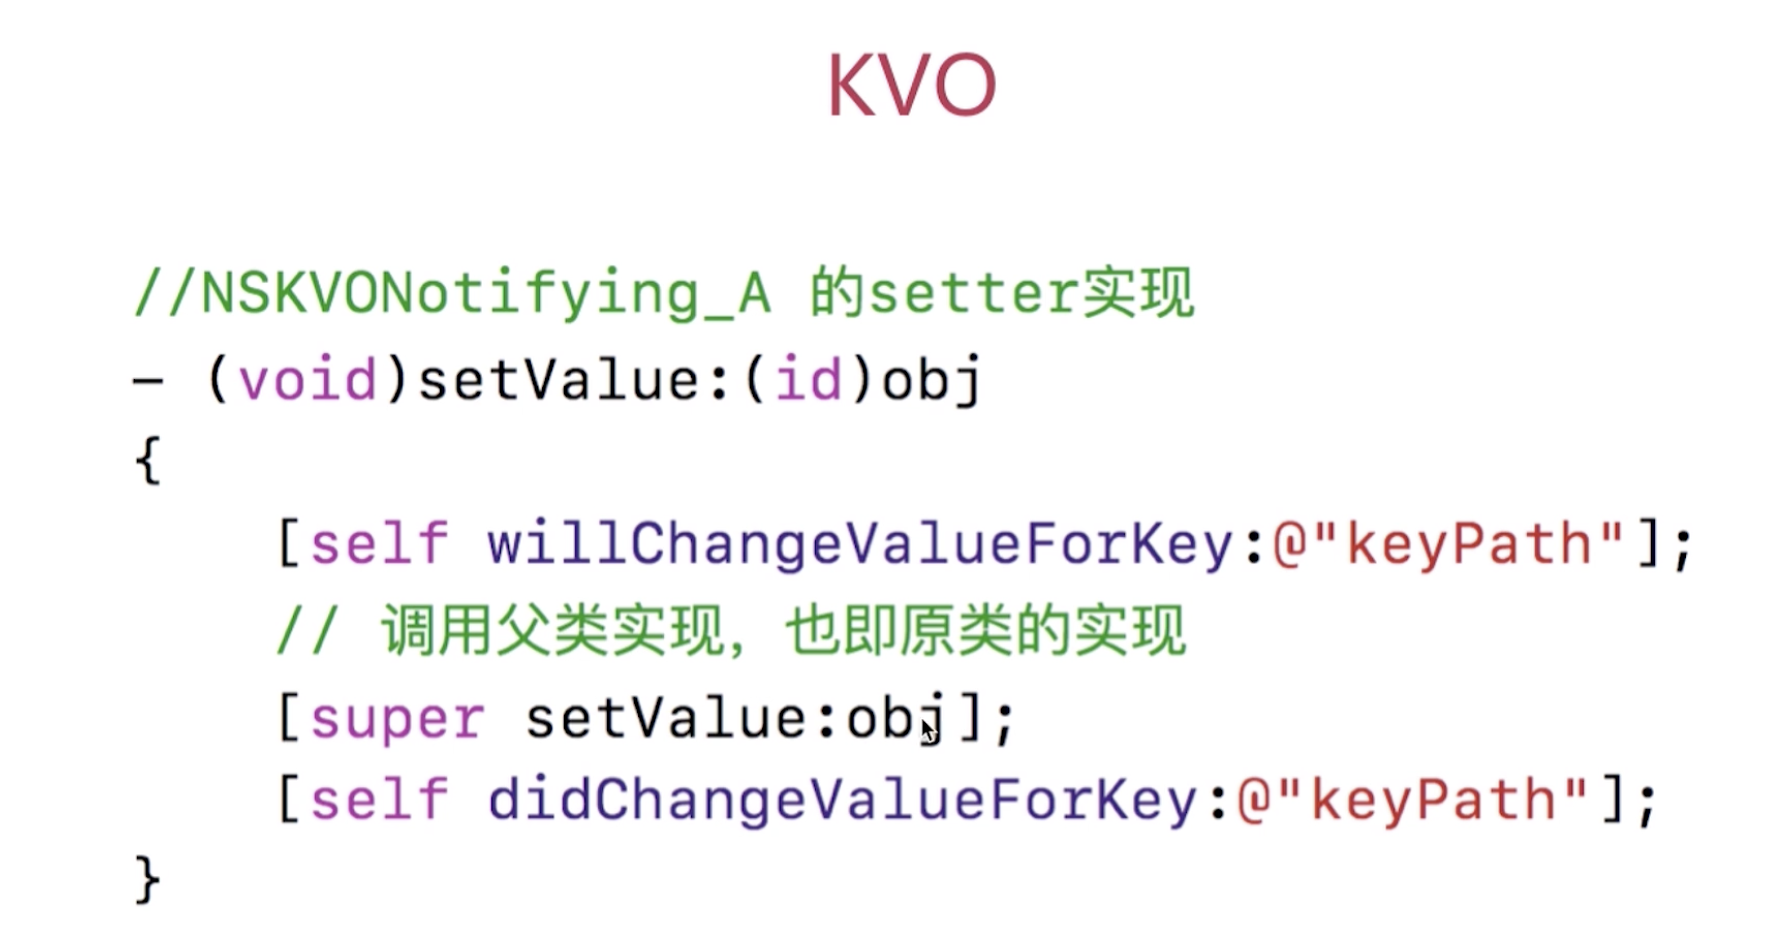 KVO
//NSKVONotifying_A 的setter实现
- (void)setValue:(id)obj
{
[self willChangeValueForKey:@"keyPath"];
// 调用父类实现，也即原类的实现
[super setValue:obj];
[self didChangeValueForKey:@"keyPath"];
}